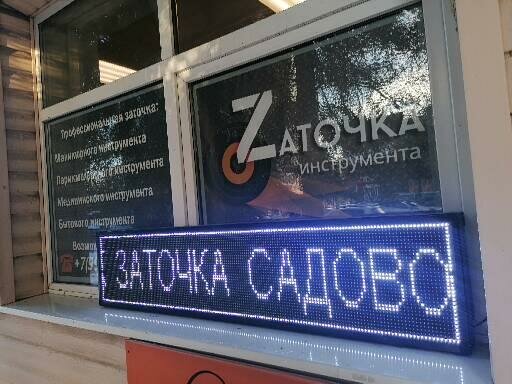 Профессиональная заточка:
Маникюрного инструмента
Парикмахерского инструмента
Медицинского инструмента
Бытового инструмента
ZАТОЧКА
инструмента
ЗАТОЧКА САДОВО